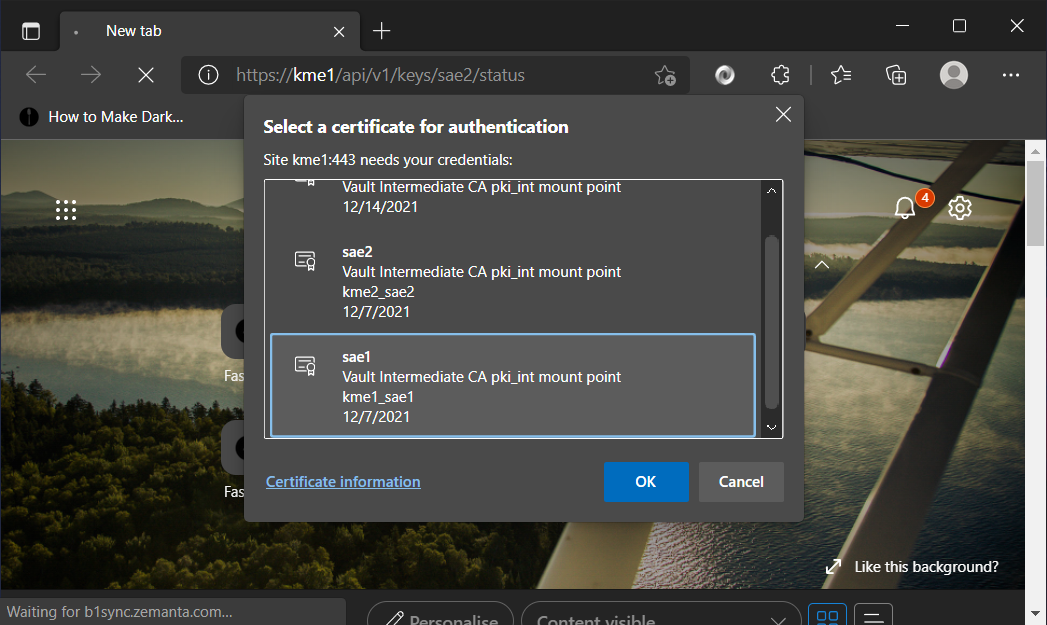 New tab
https://kme1/api/v1/keys/sae2/status
How to Make Dark...
Select a certificate for authentication
Site kme1:443 needs your credentials:
Vault Intermediate CA pki_int mount point
12/14/2021
sae2
Vault Intermediate CA pki_int mount point
kme2_sae2
12/7/2021
sae1
Vault Intermediate CA pki_int mount point
kme1_sae1
12/7/2021
Certificate information
OK
Cancel
4
Fas
Fas
Like this background?
Waiting for b1sync.zemanta.com...
Personalise
Content visible